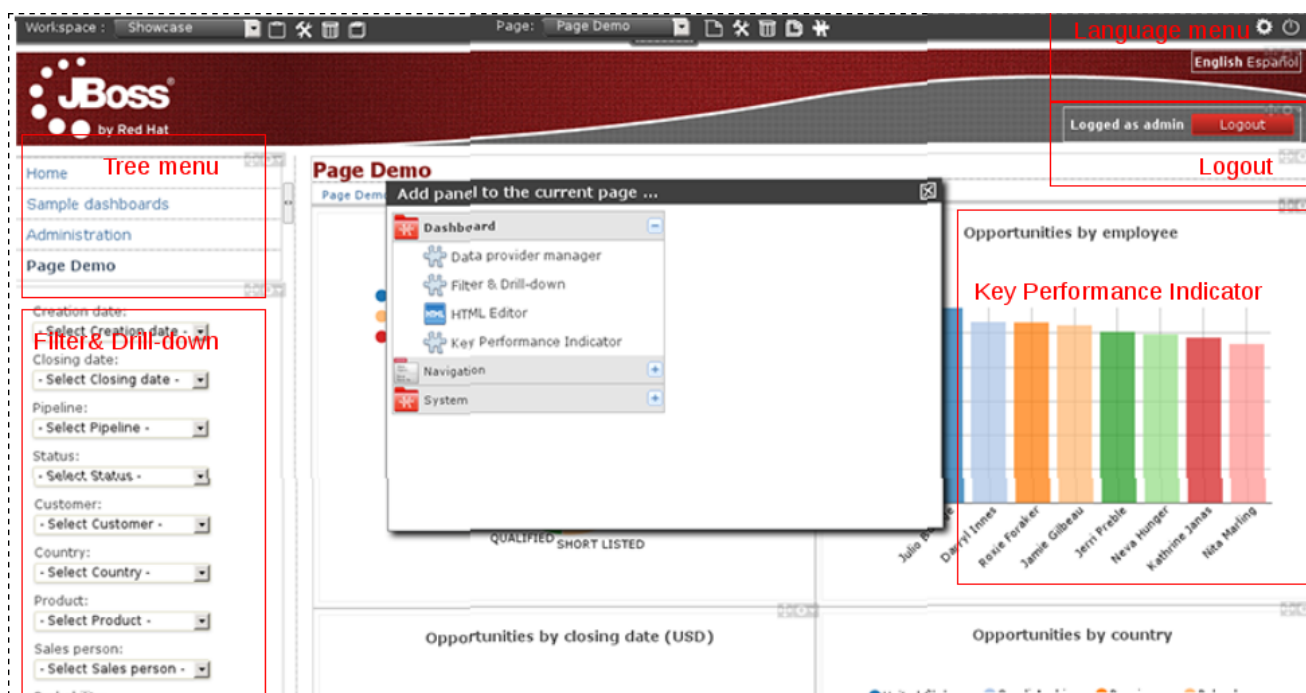 Workspace : Showcase
Page: Page Demo
Language menu
English Español
JBoss®
by Red Hat
Logged as admin Logout
Logout
Tree menu
Home
Sample dashboards
Administration
Page Demo
Page Demo
Page Demo
Add panel to the current page ...
Dashboard
Data provider manager
Filter & Drill-down
HTML Editor
Key Performance Indicator
Navigation
System
Creation date:
- Select Creation date -
Filter& Drill-down
Closing date:
- Select Closing date -
Pipeline:
- Select Pipeline -
Status:
- Select Status -
Customer:
- Select Customer -
Country:
- Select Country -
Product:
- Select Product -
Sales person:
- Select Sales person -
QUALIFIED
SHORT LISTED
Opportunities by employee
Key Performance Indicator
Julio
Darryl Innes
Roxie Foraker
Jamie Gilbeau
Jerri Preble
Neva Hunger
Kathrine Janas
Nita Marling
Opportunities by closing date (USD)
Opportunities by country